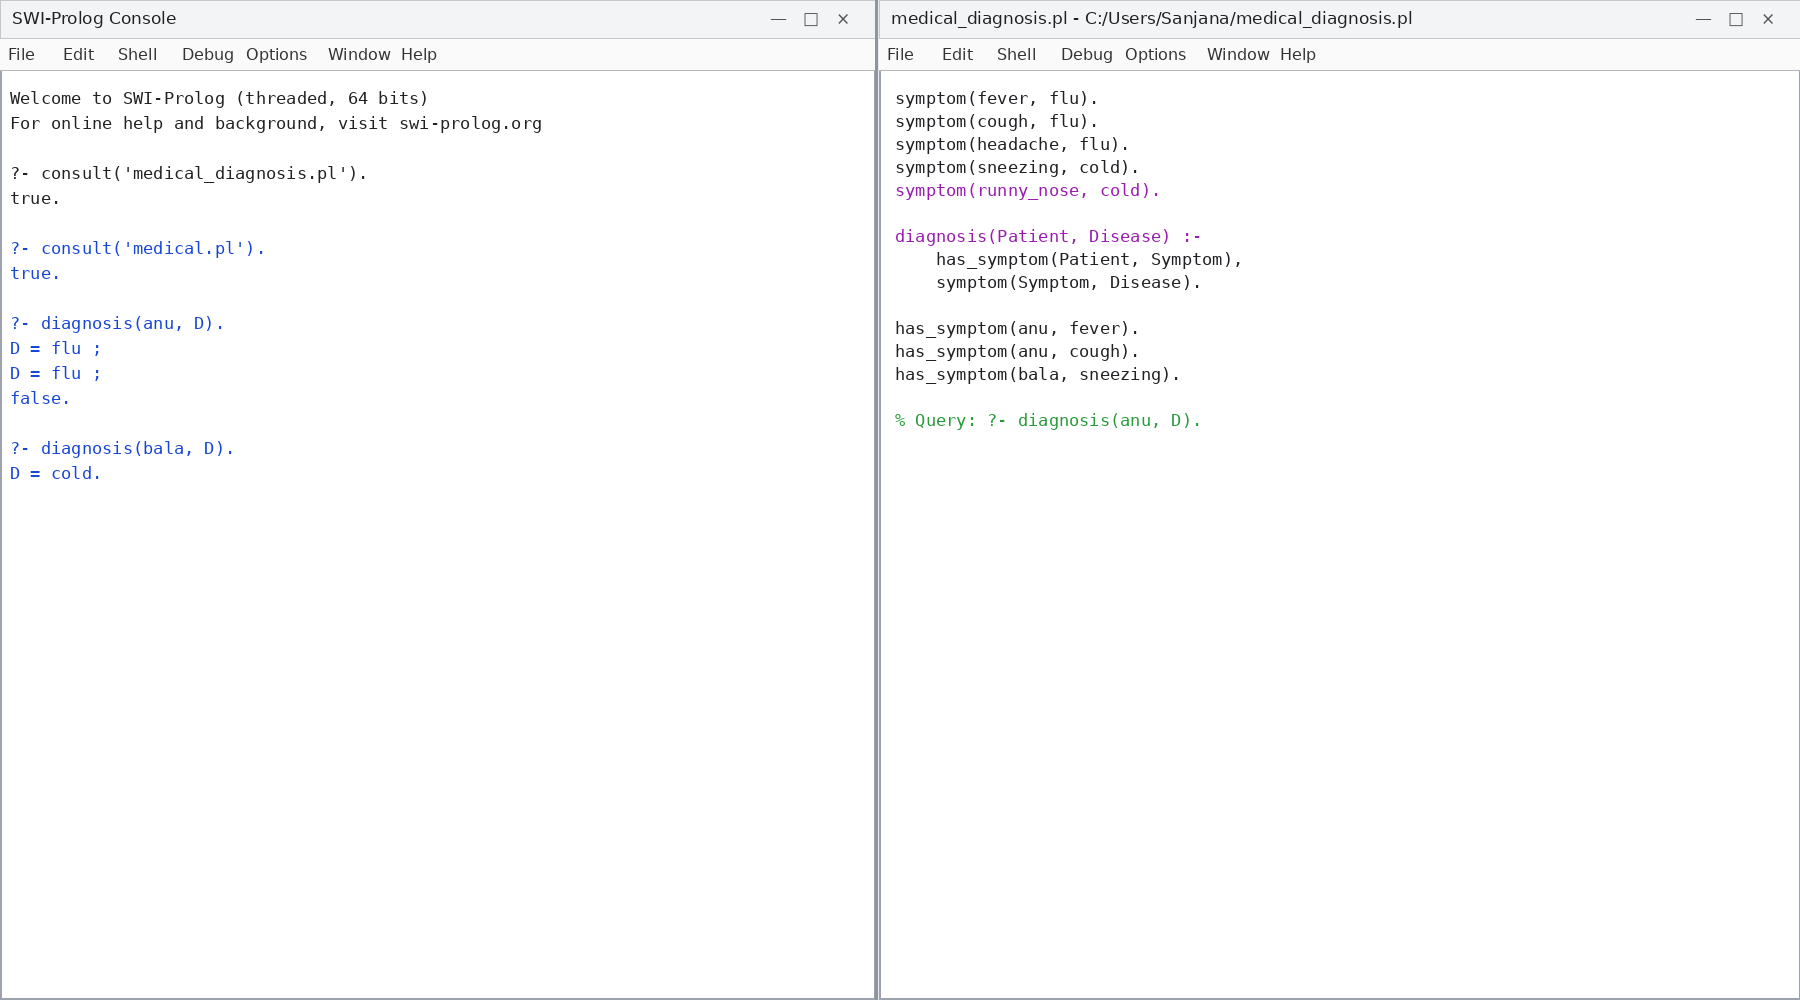 SWI-Prolog Console
File Edit Shell Debug Options Window Help
Welcome to SWI-Prolog (threaded, 64 bits)
For online help and background, visit swi-prolog.org
?- consult('medical_diagnosis.pl').
true.
?- consult('medical.pl').
true.
?- diagnosis(anu, D).
D = flu ;
D = flu ;
false.
?- diagnosis(bala, D).
D = cold.
medical_diagnosis.pl - C:/Users/Sanjana/medical_diagnosis.pl
File Edit Shell Debug Options Window Help
symptom(fever, flu).
symptom(cough, flu).
symptom(headache, flu).
symptom(sneezing, cold).
symptom(runny_nose, cold).
diagnosis(Patient, Disease) :-
    has_symptom(Patient, Symptom),
    symptom(Symptom, Disease).
has_symptom(anu, fever).
has_symptom(anu, cough).
has_symptom(bala, sneezing).
% Query: ?- diagnosis(anu, D).